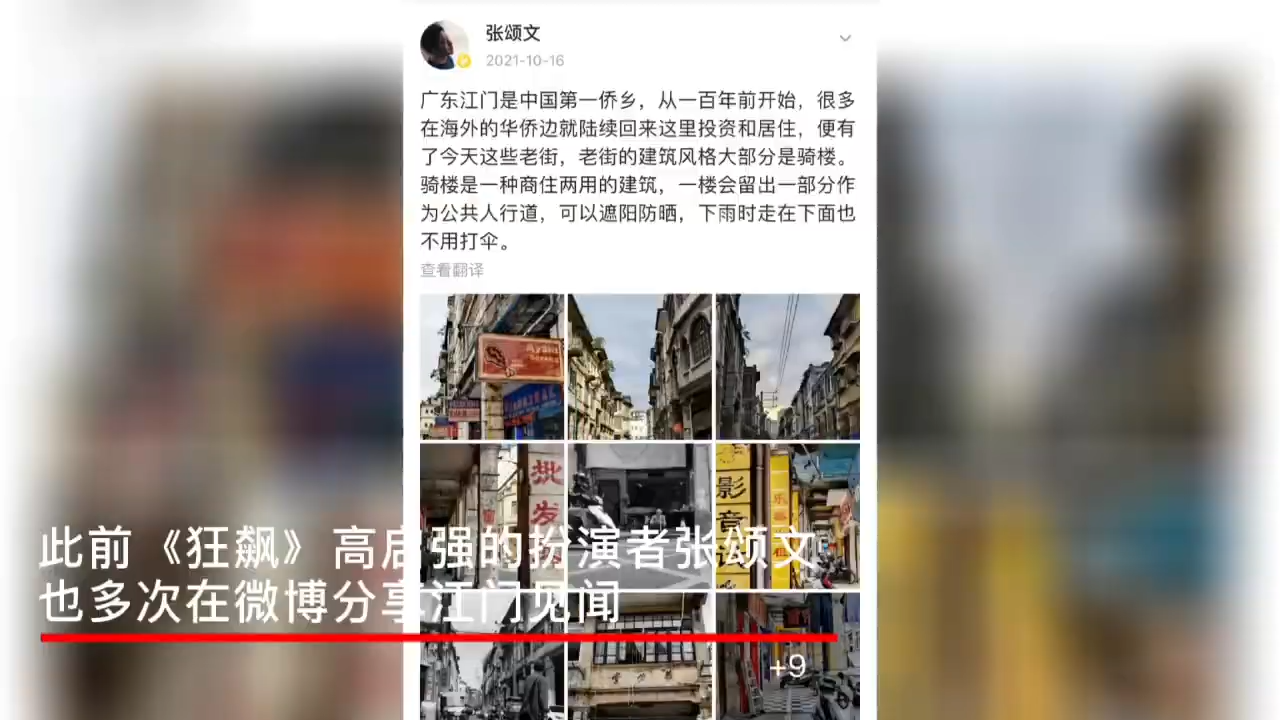 张颂文
2021-10-16
广东江门是中国第一侨乡，从一百年前开始，很多
在海外的华侨边就陆续回来这里投资和居住，便有
了今天这些老街，老街的建筑风格大部分是骑楼。
骑楼是一种商住两用的建筑，一楼会留出一部分作
为公共人行道，可以遮阳防晒，下雨时走在下面也
不用打伞。
查看翻译
批发
影音
此前《狂飙》高启强的扮演者张颂文
也多次在微博分享江门见闻
+9